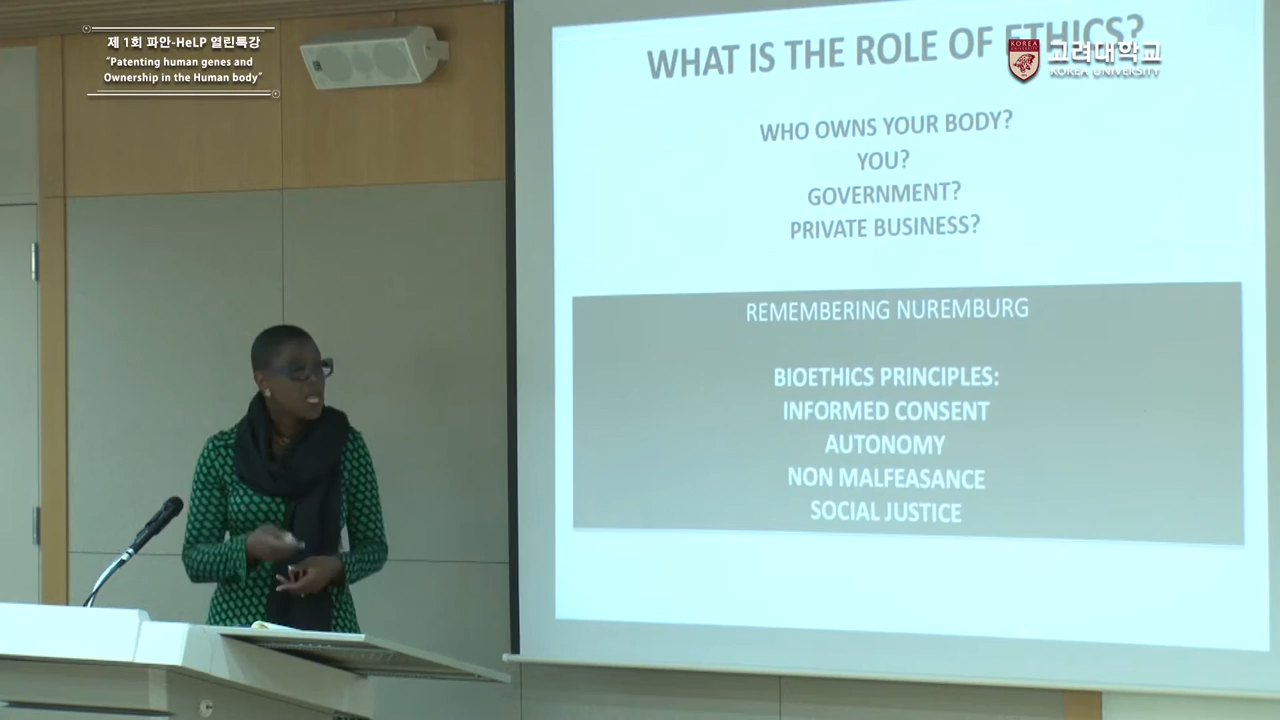 제 1회 파안-HeLP 열린특강
"Patenting human genes and
Ownership in the Human body"
WHAT IS THE ROLE OF ETHICS?
KOREA
고려대학교
KOREA UNIVERSITY
WHO OWNS YOUR BODY?
YOU?
GOVERNMENT?
PRIVATE BUSINESS?
REMEMBERING NUREMBURG
BIOETHICS PRINCIPLES:
INFORMED CONSENT
AUTONOMY
NON MALFEASANCE
SOCIAL JUSTICE